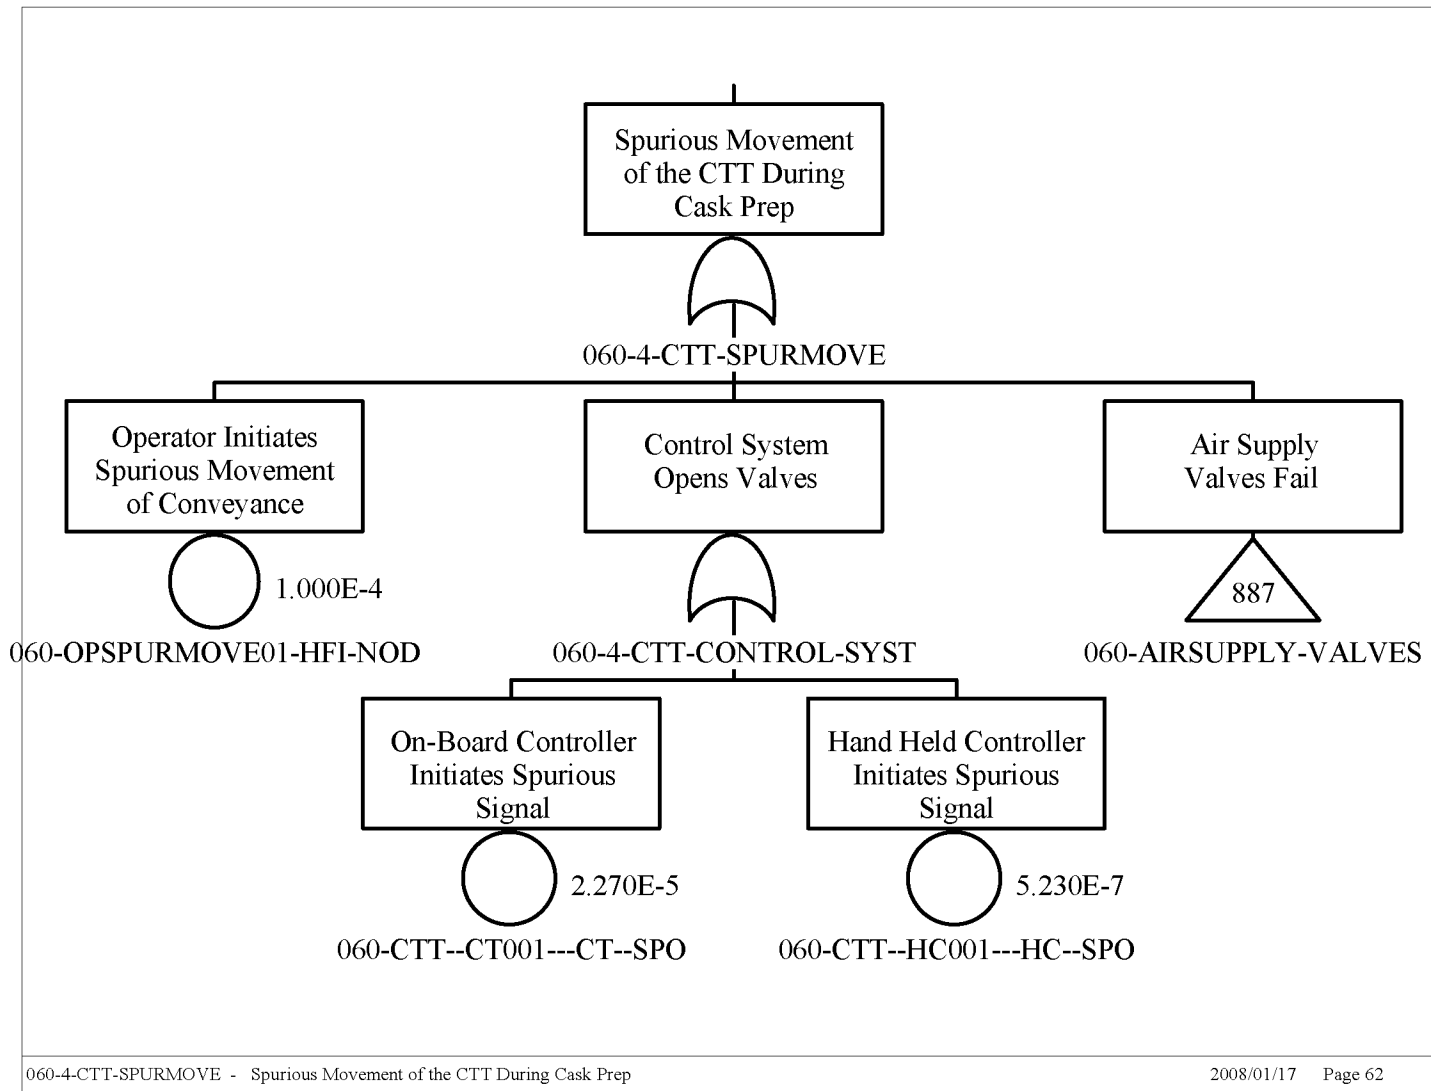 Spurious Movement
of the CTT During
Cask Prep
060-4-CTT-SPURMOVE
Operator Initiates
Spurious Movement
of Conveyance
1.000E-4
060-OPSPURMOVE01-HFI-NOD
Control System
Opens Valves
060-4-CTT-CONTROL-SYST
Air Supply
Valves Fail
887
060-AIRSUPPLY-VALVES
On-Board Controller
Initiates Spurious
Signal
2.270E-5
060-CTT--CT001---CT--SPO
Hand Held Controller
Initiates Spurious
Signal
5.230E-7
060-CTT--HC001---HC--SPO
060-4-CTT-SPURMOVE - Spurious Movement of the CTT During Cask Prep
2008/01/17 Page 62